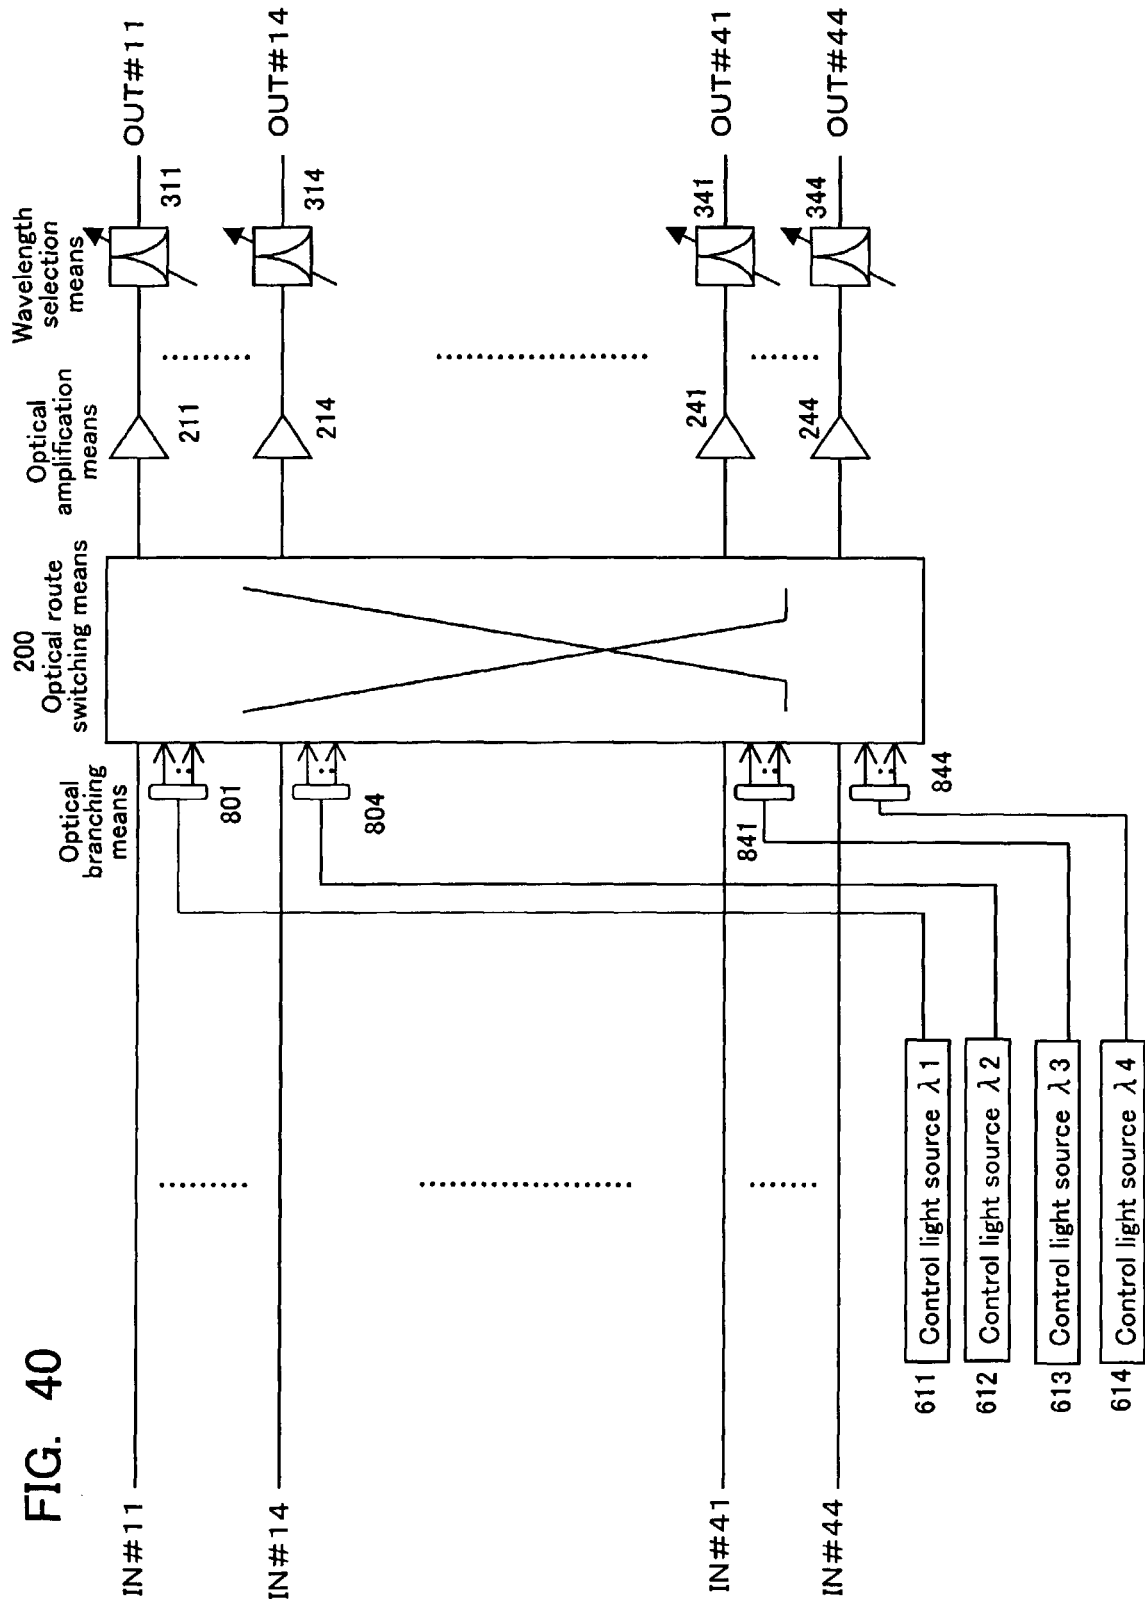 FIG. 40
IN#11
IN#14
IN#41
IN#44
Optical
branching
means
801
804
841
844
200
Optical route
switching means
Optical
amplification
means
211
214
241
244
Wavelength
selection
means
311
314
341
344
OUT#11
OUT#14
OUT#41
OUT#44
611 Control light source λ1
612 Control light source λ2
613 Control light source λ3
614 Control light source λ4